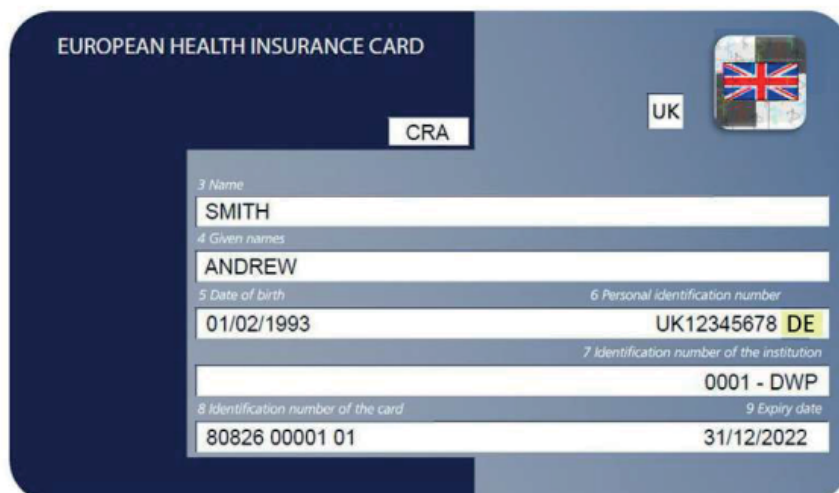 EUROPEAN HEALTH INSURANCE CARD
UK
CRA
3 Name
SMITH
4 Given names
ANDREW
5 Date of birth 6 Personal identification number
01/02/1993 UK12345678 DE
7 Identification number of the institution
0001 - DWP
8 Identification number of the card 9 Expiry date
80826 00001 01 31/12/2022